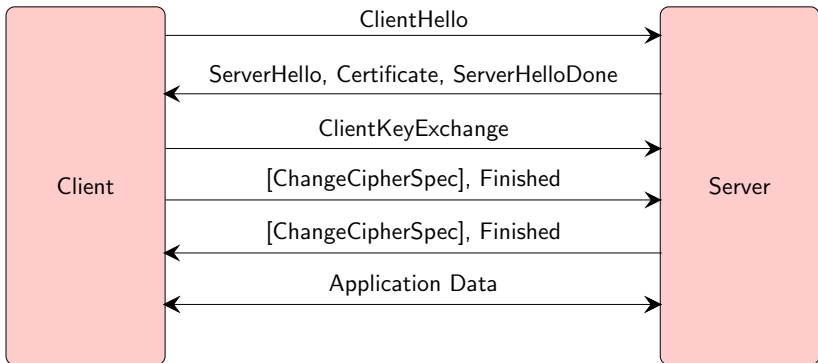 ClientHello
ServerHello, Certificate, ServerHelloDone
ClientKeyExchange
Client
[ChangeCipherSpec], Finished
Server
[ChangeCipherSpec], Finished
Application Data